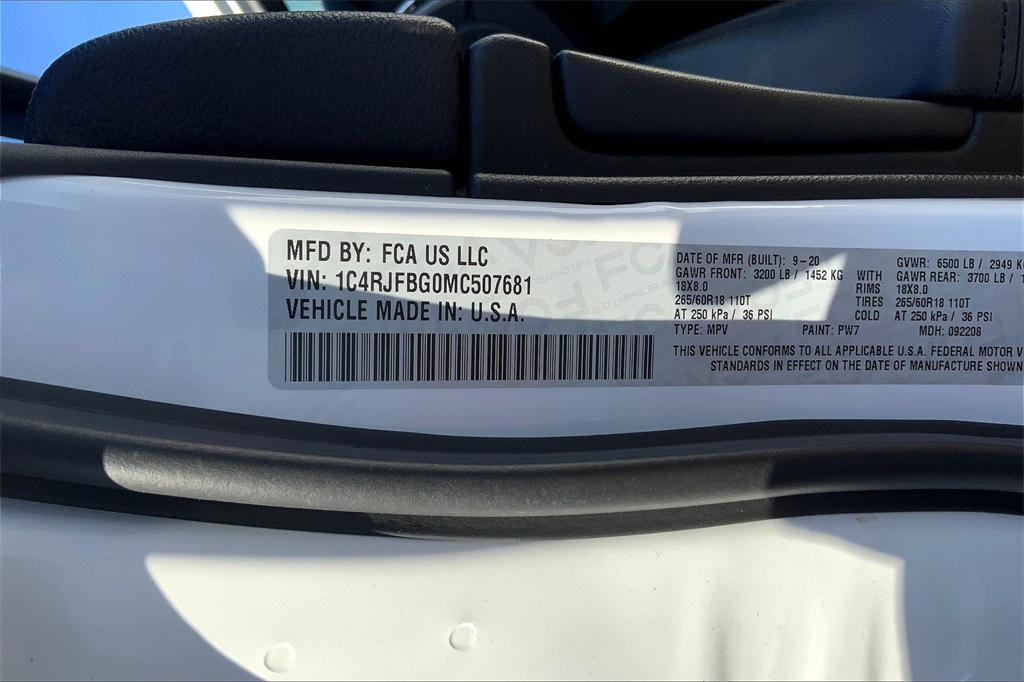 MFD BY: FCA US LLC
VIN: 1C4RJFBG0MC507681
VEHICLE MADE IN: U.S.A.
DATE OF MFR (BUILT): 9-20 GVWR: 6500 LB / 2949 K
GAWR FRONT: 3200 LB / 1452 KG WITH GAWR REAR: 3700 LB /
18X8.0 RIMS 18X8.0
265/60R18 110T TIRES 265/60R18 110T
AT 250 kPa / 36 PSI COLD AT 250 kPa / 36 PSI
TYPE: MPV PAINT: PW7 MDH: 092208
THIS VEHICLE CONFORMS TO ALL APPLICABLE U.S.A. FEDERAL MOTOR V
STANDARDS IN EFFECT ON THE DATE OF MANUFACTURE SHOWN